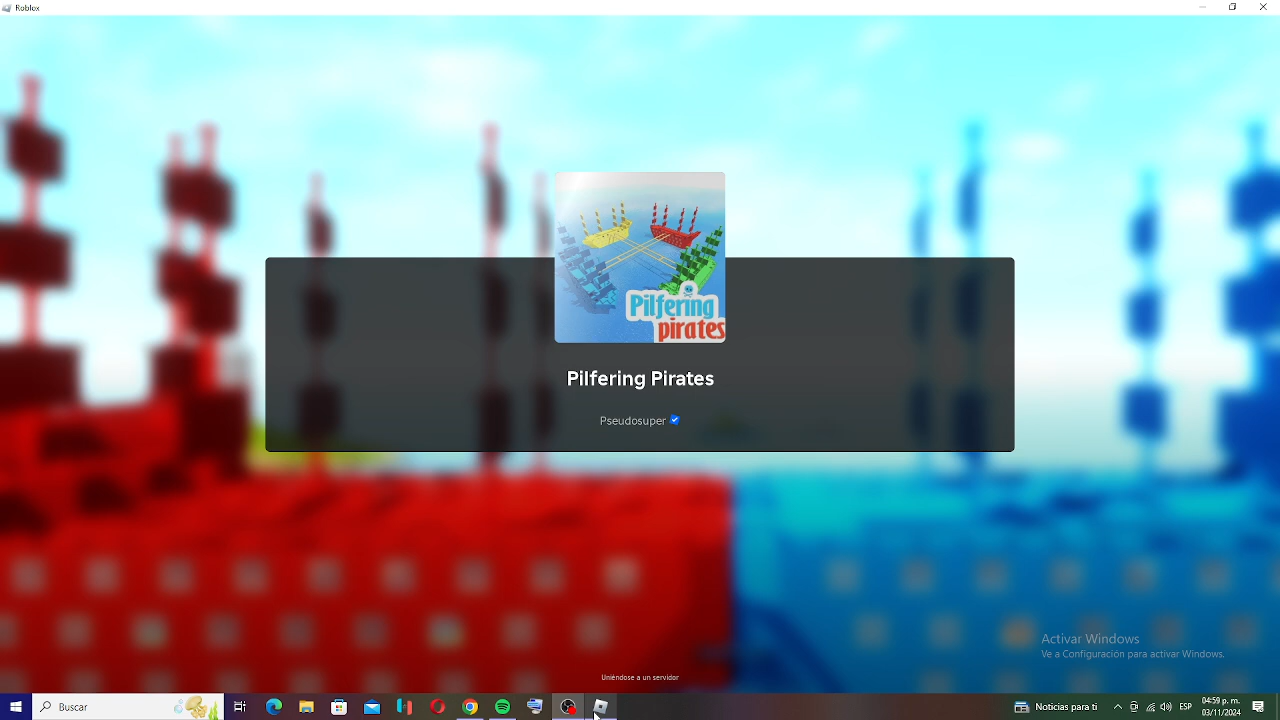 Roblox
Pilfering
pirates
Pilfering Pirates
Pseudosuper
Activar Windows
Ve a Configuración para activar Windows.
Uniéndose a un servidor
Buscar
Noticias para ti
ESP
04:59 p. m.
03/11/2024